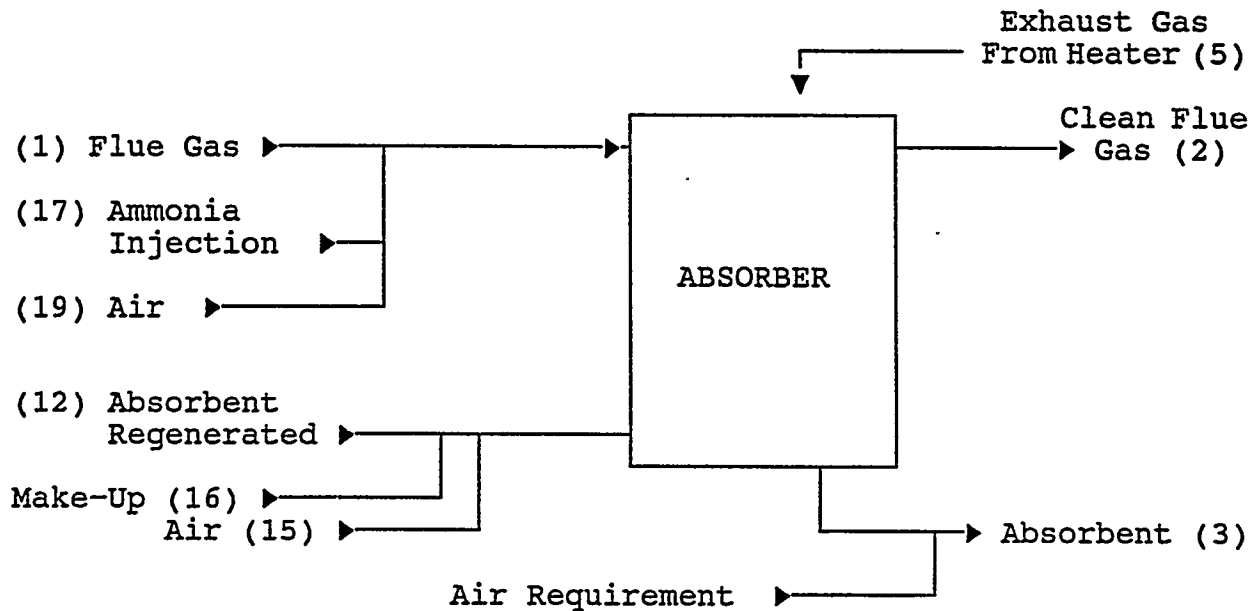 Exhaust Gas
From Heater (5)
(1) Flue Gas
Clean Flue
Gas (2)
(17) Ammonia
Injection
(19) Air
ABSORBER
(12) Absorbent
Regenerated
Make-Up (16)
Air (15)
Absorbent (3)
Air Requirement